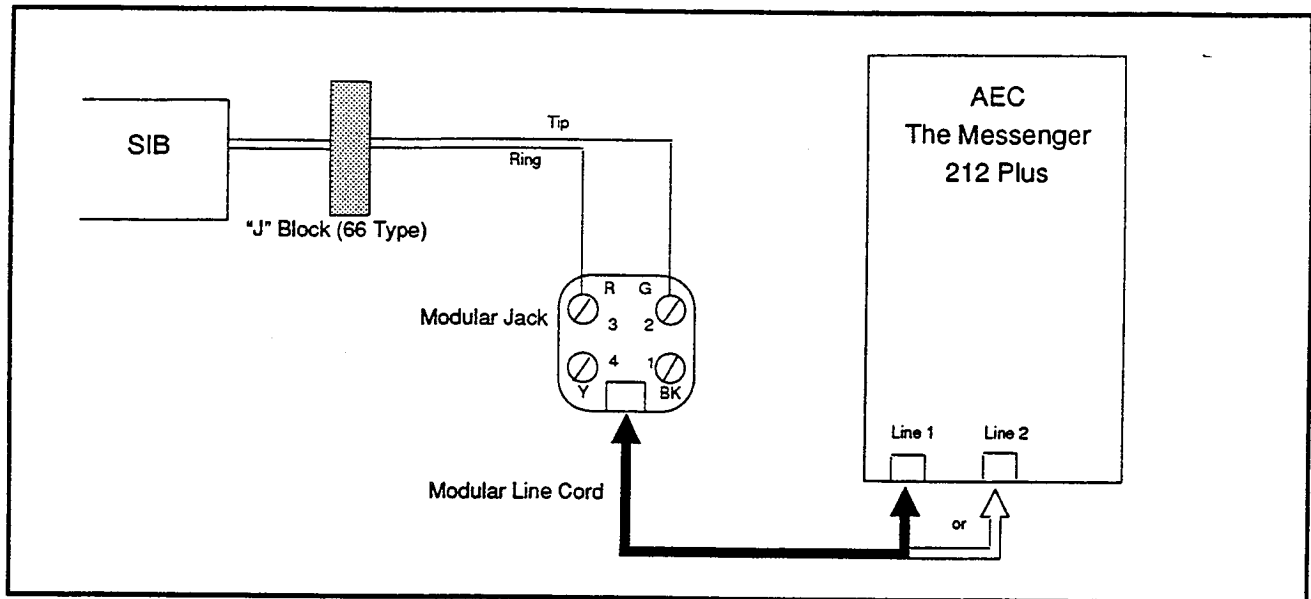 AEC
The Messenger
212 Plus
SIB
Tip
Ring
"J" Block (66 Type)
R G
Modular Jack
3 2
4 1
Y BK
Line 1 Line 2
Modular Line Cord
or